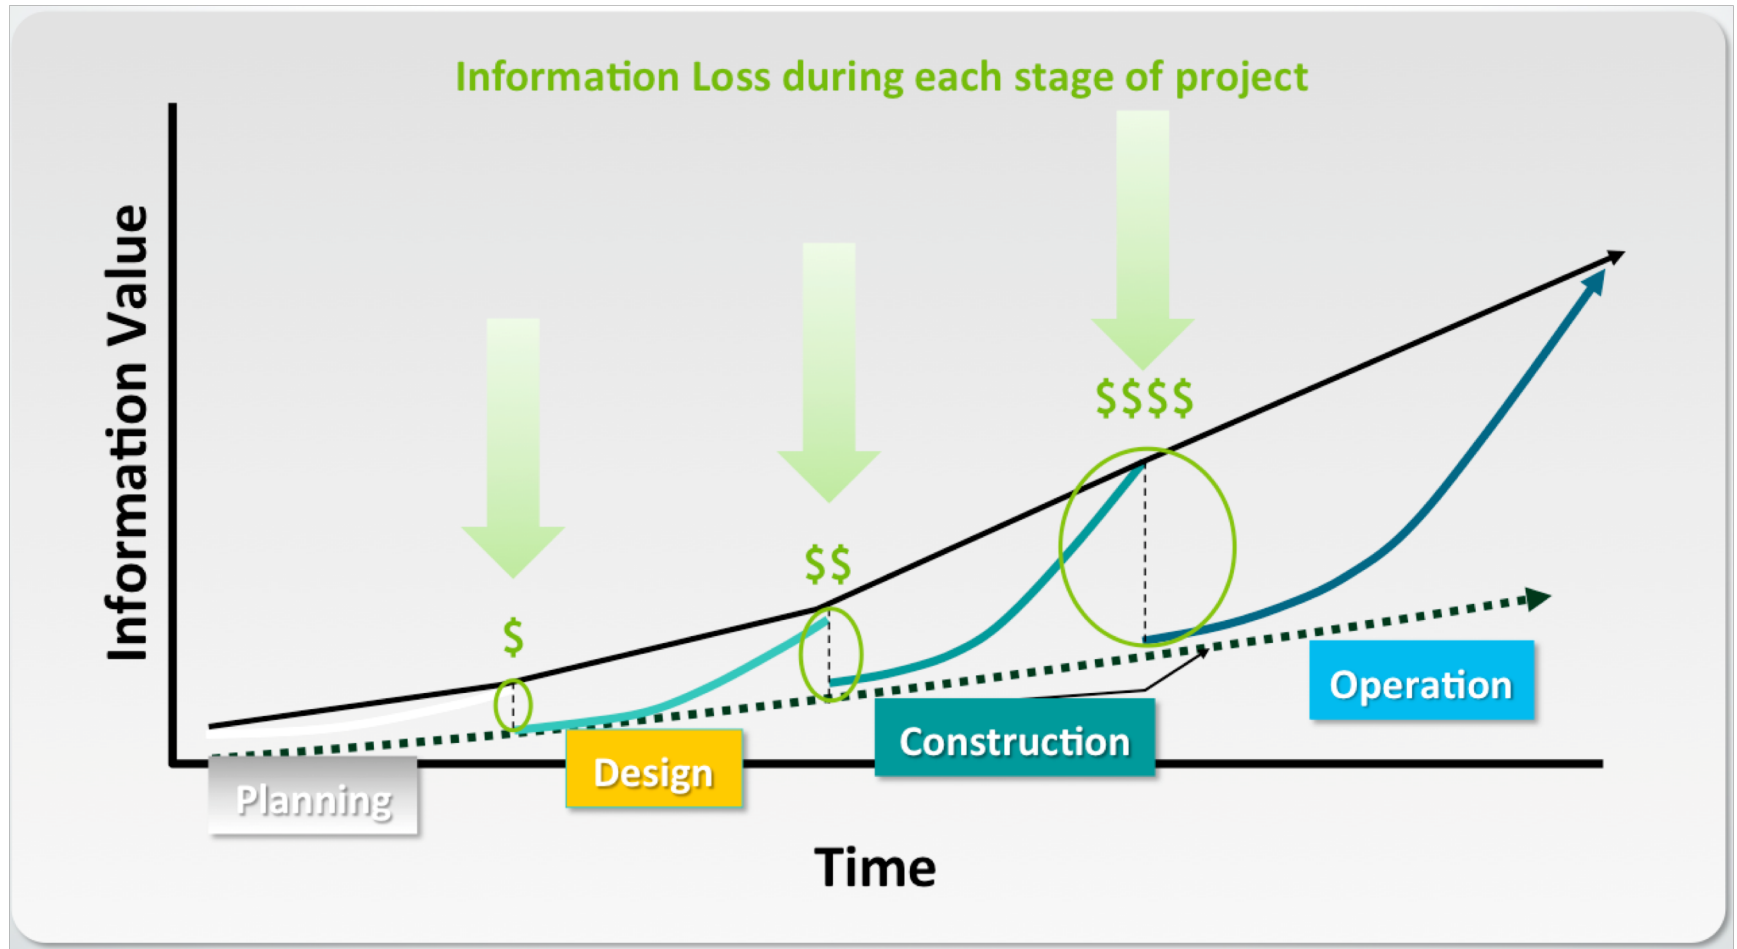 Information Loss during each stage of project
Information Value
$$$$
$$
$
Operation
Construction
Design
Planning
Time